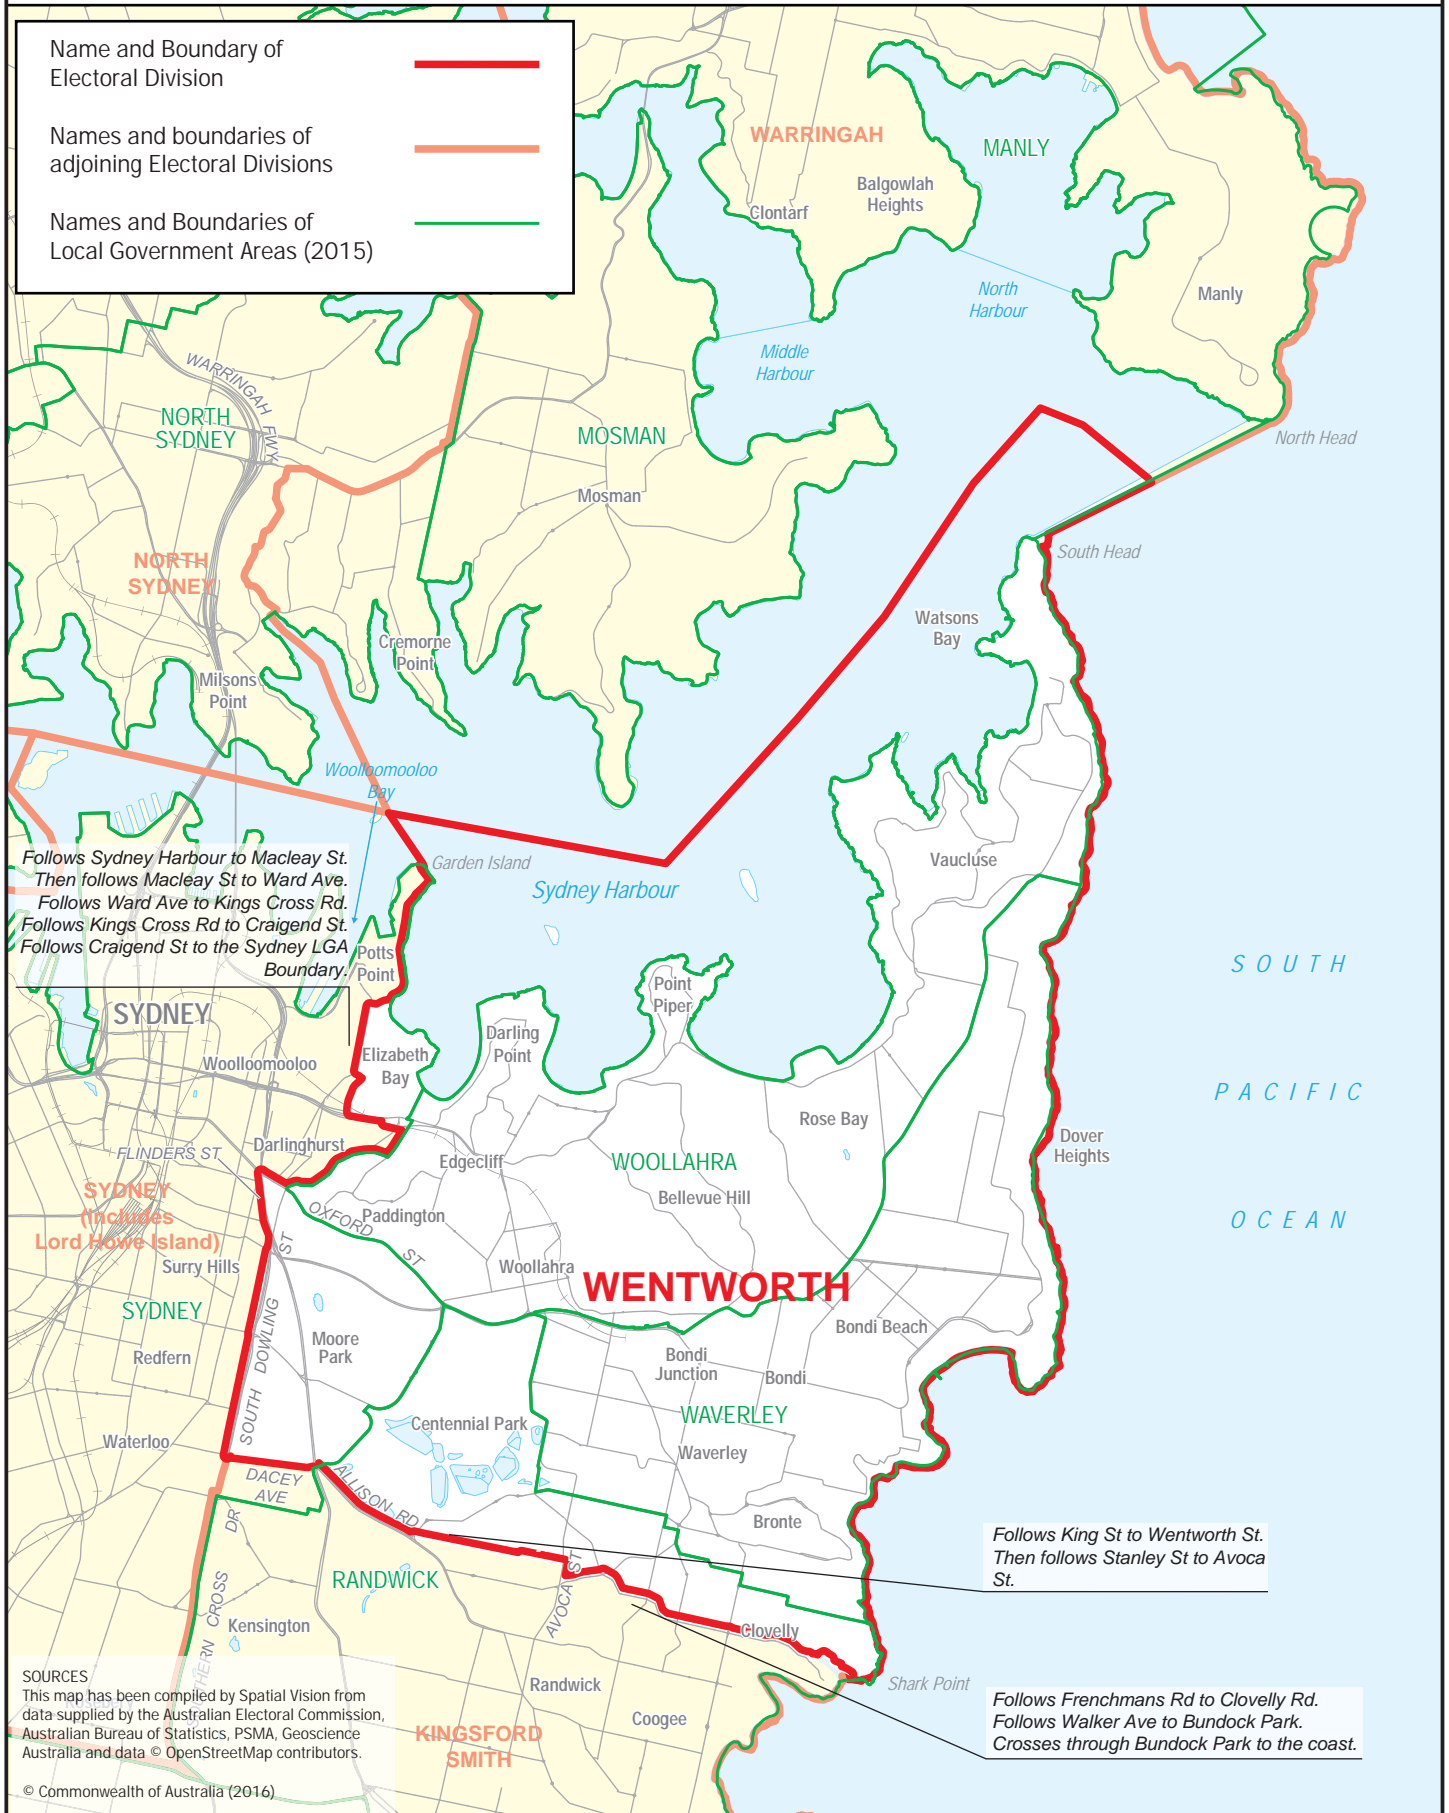 Name and Boundary of
Electoral Division
Names and boundaries of
adjoining Electoral Divisions
Names and Boundaries of
Local Government Areas (2015)
WARRINGAH
MANLY
Balgowlah
Heights
Clontarf
North
Harbour
Manly
Middle
Harbour
WARRINGAH FWY
NORTH
SYDNEY
MOSMAN
North Head
Mosman
South Head
NORTH
SYDNEY
Watsons
Bay
Cremorne
Point
Milsons
Point
Woolloomooloo
Bay
Follows Sydney Harbour to Macleay St.
Then follows Macleay St to Ward Ave.
Follows Ward Ave to Kings Cross Rd.
Follows Kings Cross Rd to Craigend St.
Follows Craigend St to the Sydney LGA
Boundary.
Garden Island
Sydney Harbour
Vaucluse
Potts
Point
SOUTH
PACIFIC
OCEAN
Point
Piper
SYDNEY
Darling
Point
Elizabeth
Bay
Woolloomooloo
Rose Bay
Dover
Heights
Darlinghurst
FLINDERS ST
Edgecliff
WOOLLAHRA
Bellevue Hill
SYDNEY
(includes
Lord Howe Island)
OXFORD ST
Paddington
Surry Hills
Woollahra
WENTWORTH
SYDNEY
SOUTH DOWLING ST
Moore
Park
Bondi Beach
Redfern
Bondi
Junction
Bondi
Centennial Park
WAVERLEY
Waterloo
Waverley
DACEY
AVE
ALLISON RD
Bronte
Follows King St to Wentworth St.
Then follows Stanley St to Avoca
St.
RANDWICK
AVOCA ST
SOUTHERN CROSS DR
Kensington
Clovelly
Shark Point
Randwick
Coogee
KINGSFORD
SMITH
Follows Frenchmans Rd to Clovelly Rd.
Follows Walker Ave to Bundock Park.
Crosses through Bundock Park to the coast.
SOURCES
This map has been compiled by Spatial Vision from
data supplied by the Australian Electoral Commission,
Australian Bureau of Statistics, PSMA, Geoscience
Australia and data © OpenStreetMap contributors.
© Commonwealth of Australia (2016)